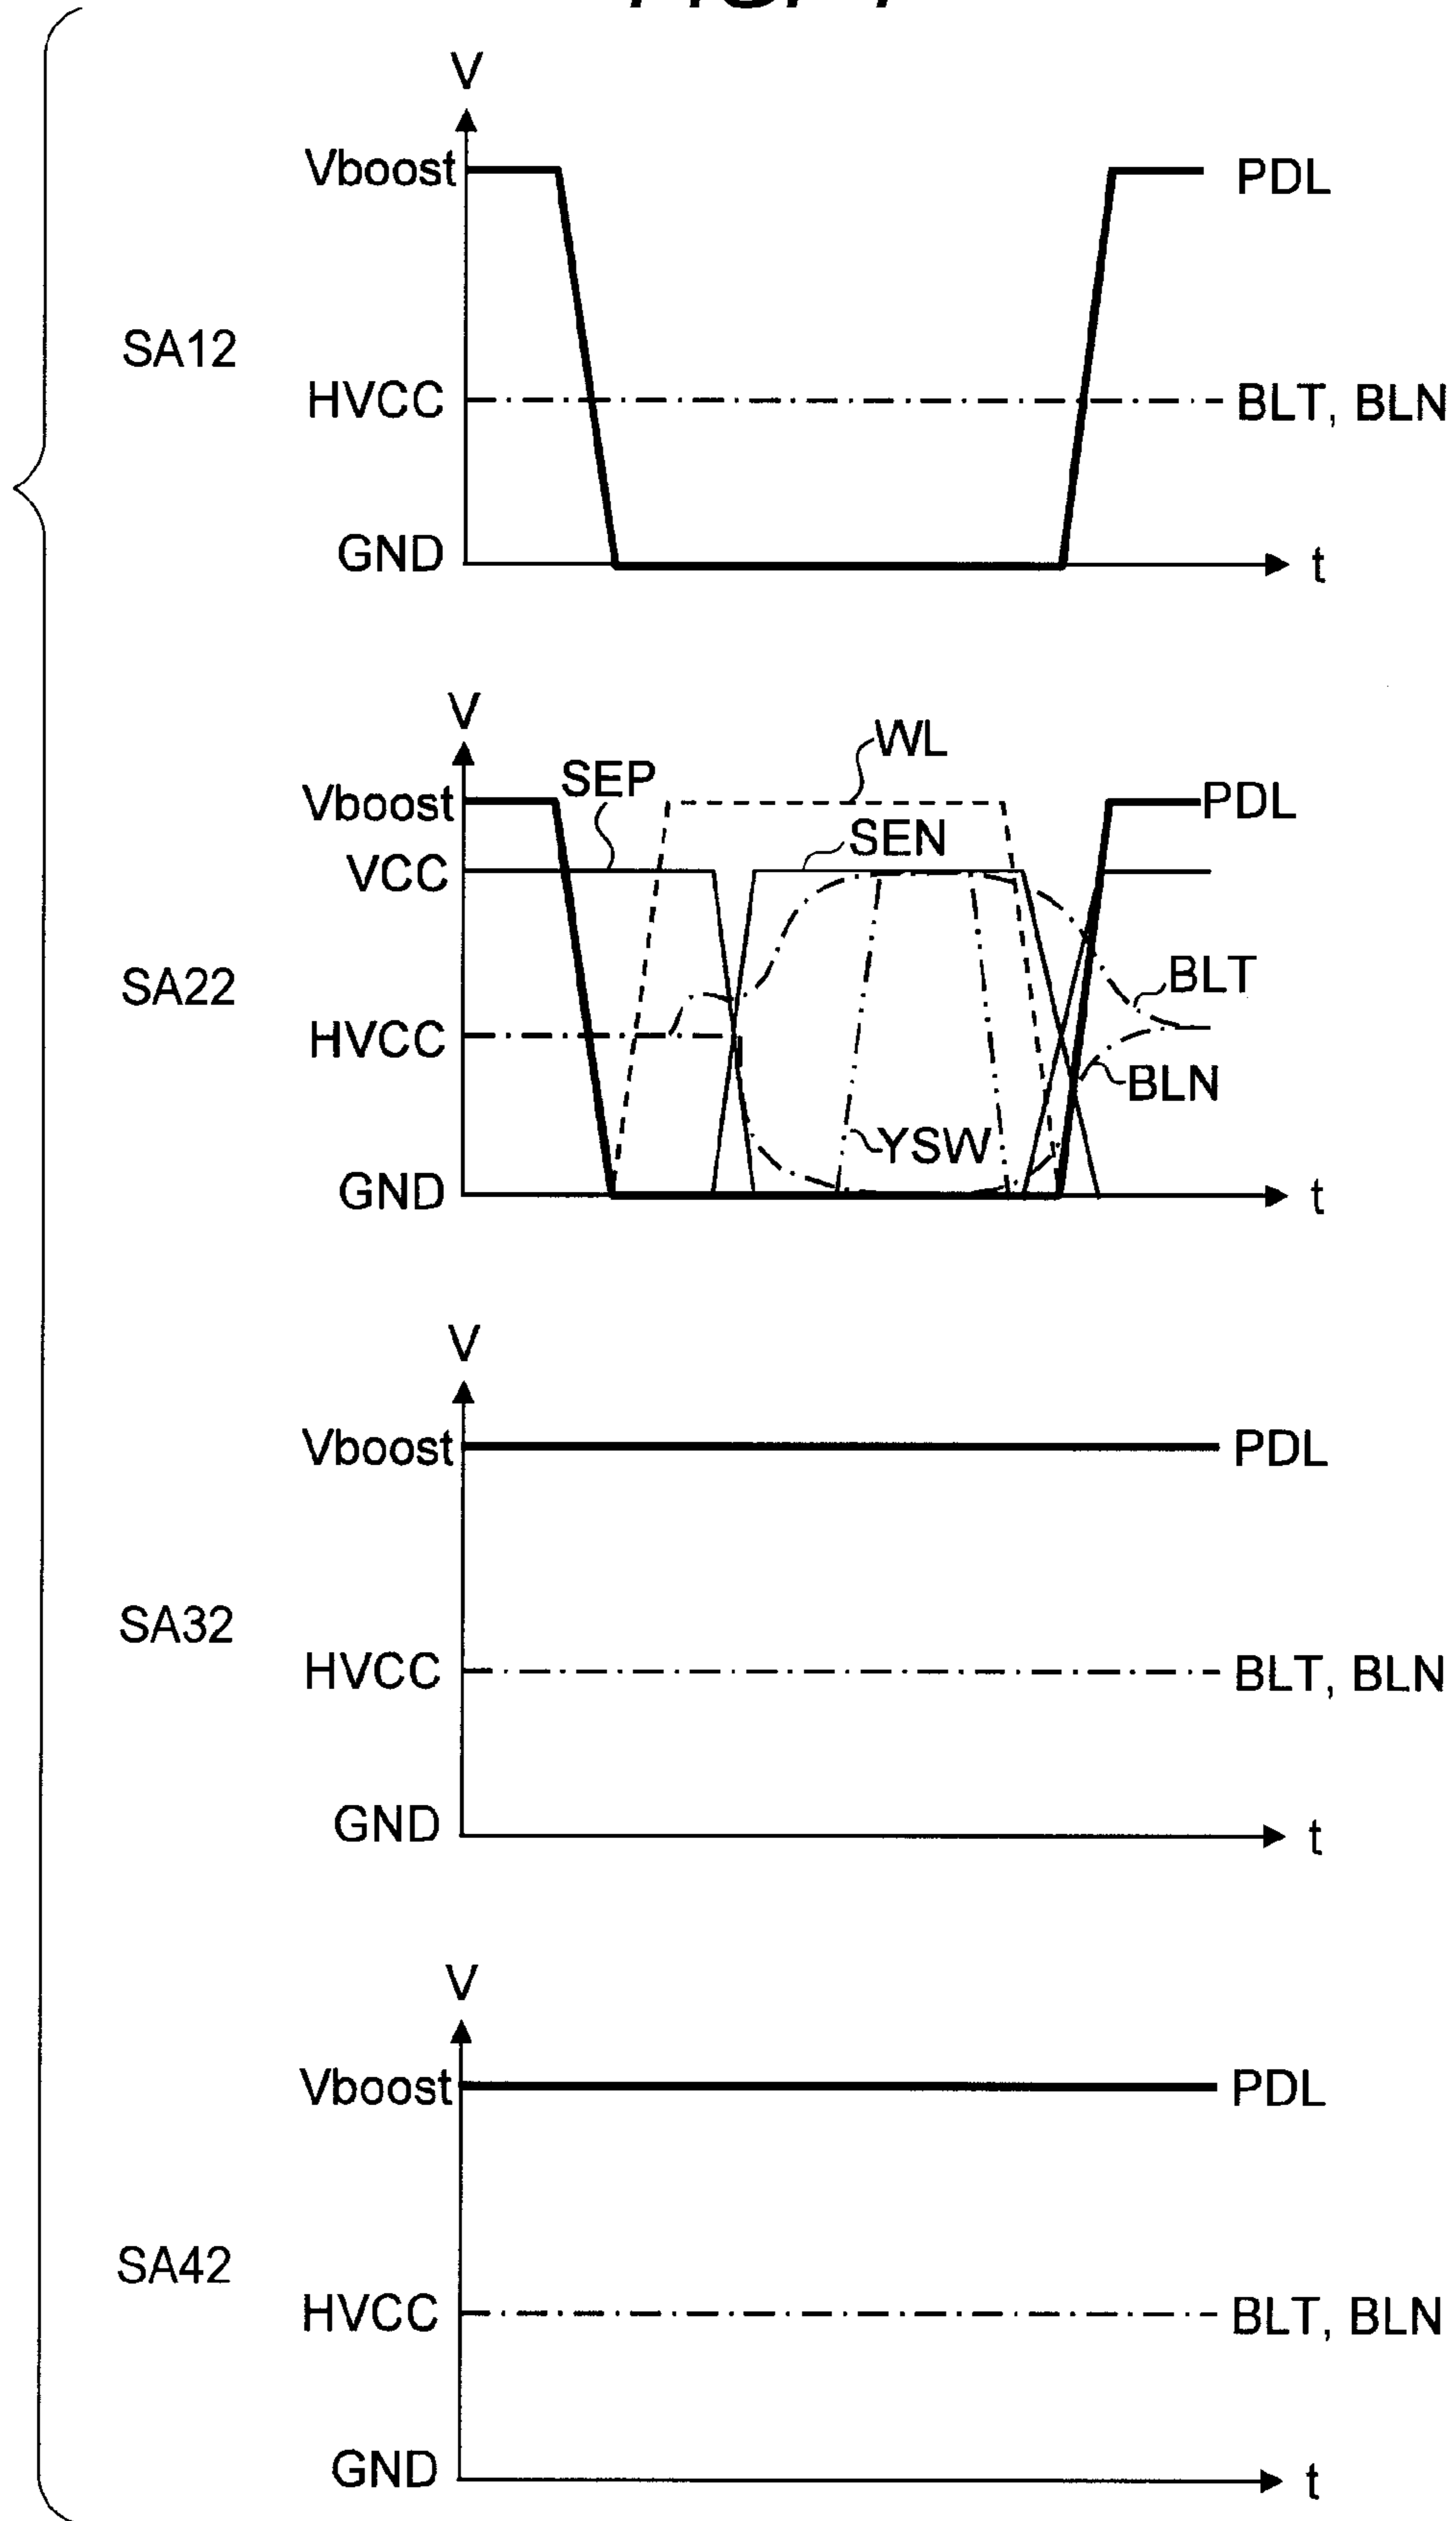 V
Vboost
PDL
SA12
HVCC
BLT, BLN
GND
t
V
WL
SEP
Vboost
PDL
SEN
VCC
SA22
BLT
HVCC
BLN
YSW
GND
t
V
Vboost
PDL
SA32
HVCC
BLT, BLN
GND
t
V
Vboost
PDL
SA42
HVCC
BLT, BLN
GND
t